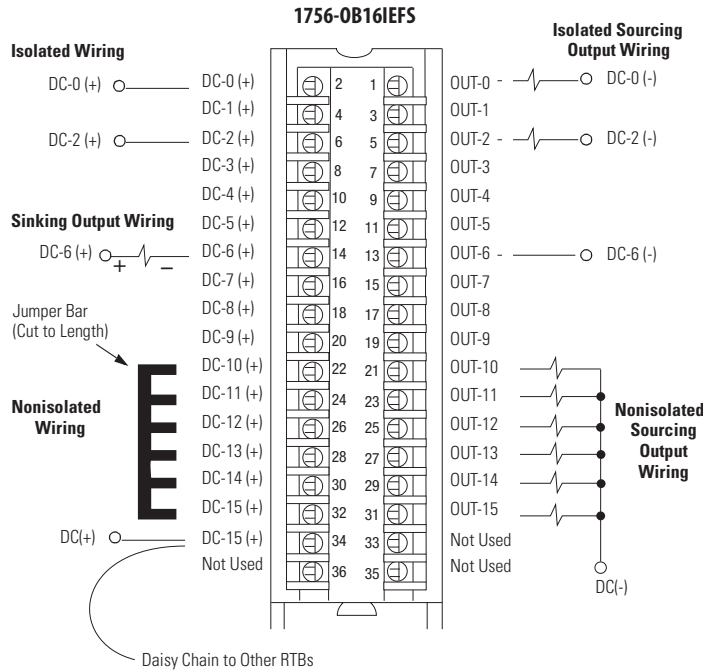 1756-OB16IEFS
Isolated Wiring
Isolated Sourcing
Output Wiring
DC-0 (+) DC-0 (+) 2 1 OUT-0 DC-0 (-)
DC-1 (+) 4 3 OUT-1
DC-2 (+) DC-2 (+) 6 5 OUT-2 DC-2 (-)
DC-3 (+) 8 7 OUT-3
DC-4 (+) 10 9 OUT-4
Sinking Output Wiring
DC-5 (+) 12 11 OUT-5
DC-6 (+) + – DC-6 (+) 14 13 OUT-6 DC-6 (-)
DC-7 (+) 16 15 OUT-7
Jumper Bar
(Cut to Length)
DC-8 (+) 18 17 OUT-8
DC-9 (+) 20 19 OUT-9
DC-10 (+) 22 21 OUT-10
DC-11 (+) 24 23 OUT-11
Nonisolated
Wiring
DC-12 (+) 26 25 OUT-12
Nonisolated
Sourcing
Output
Wiring
DC-13 (+) 28 27 OUT-13
DC-14 (+) 30 29 OUT-14
DC-15 (+) 32 31 OUT-15
DC(+) DC-15 (+) 34 33 Not Used
Not Used 36 35 Not Used
DC(-)
Daisy Chain to Other RTBs